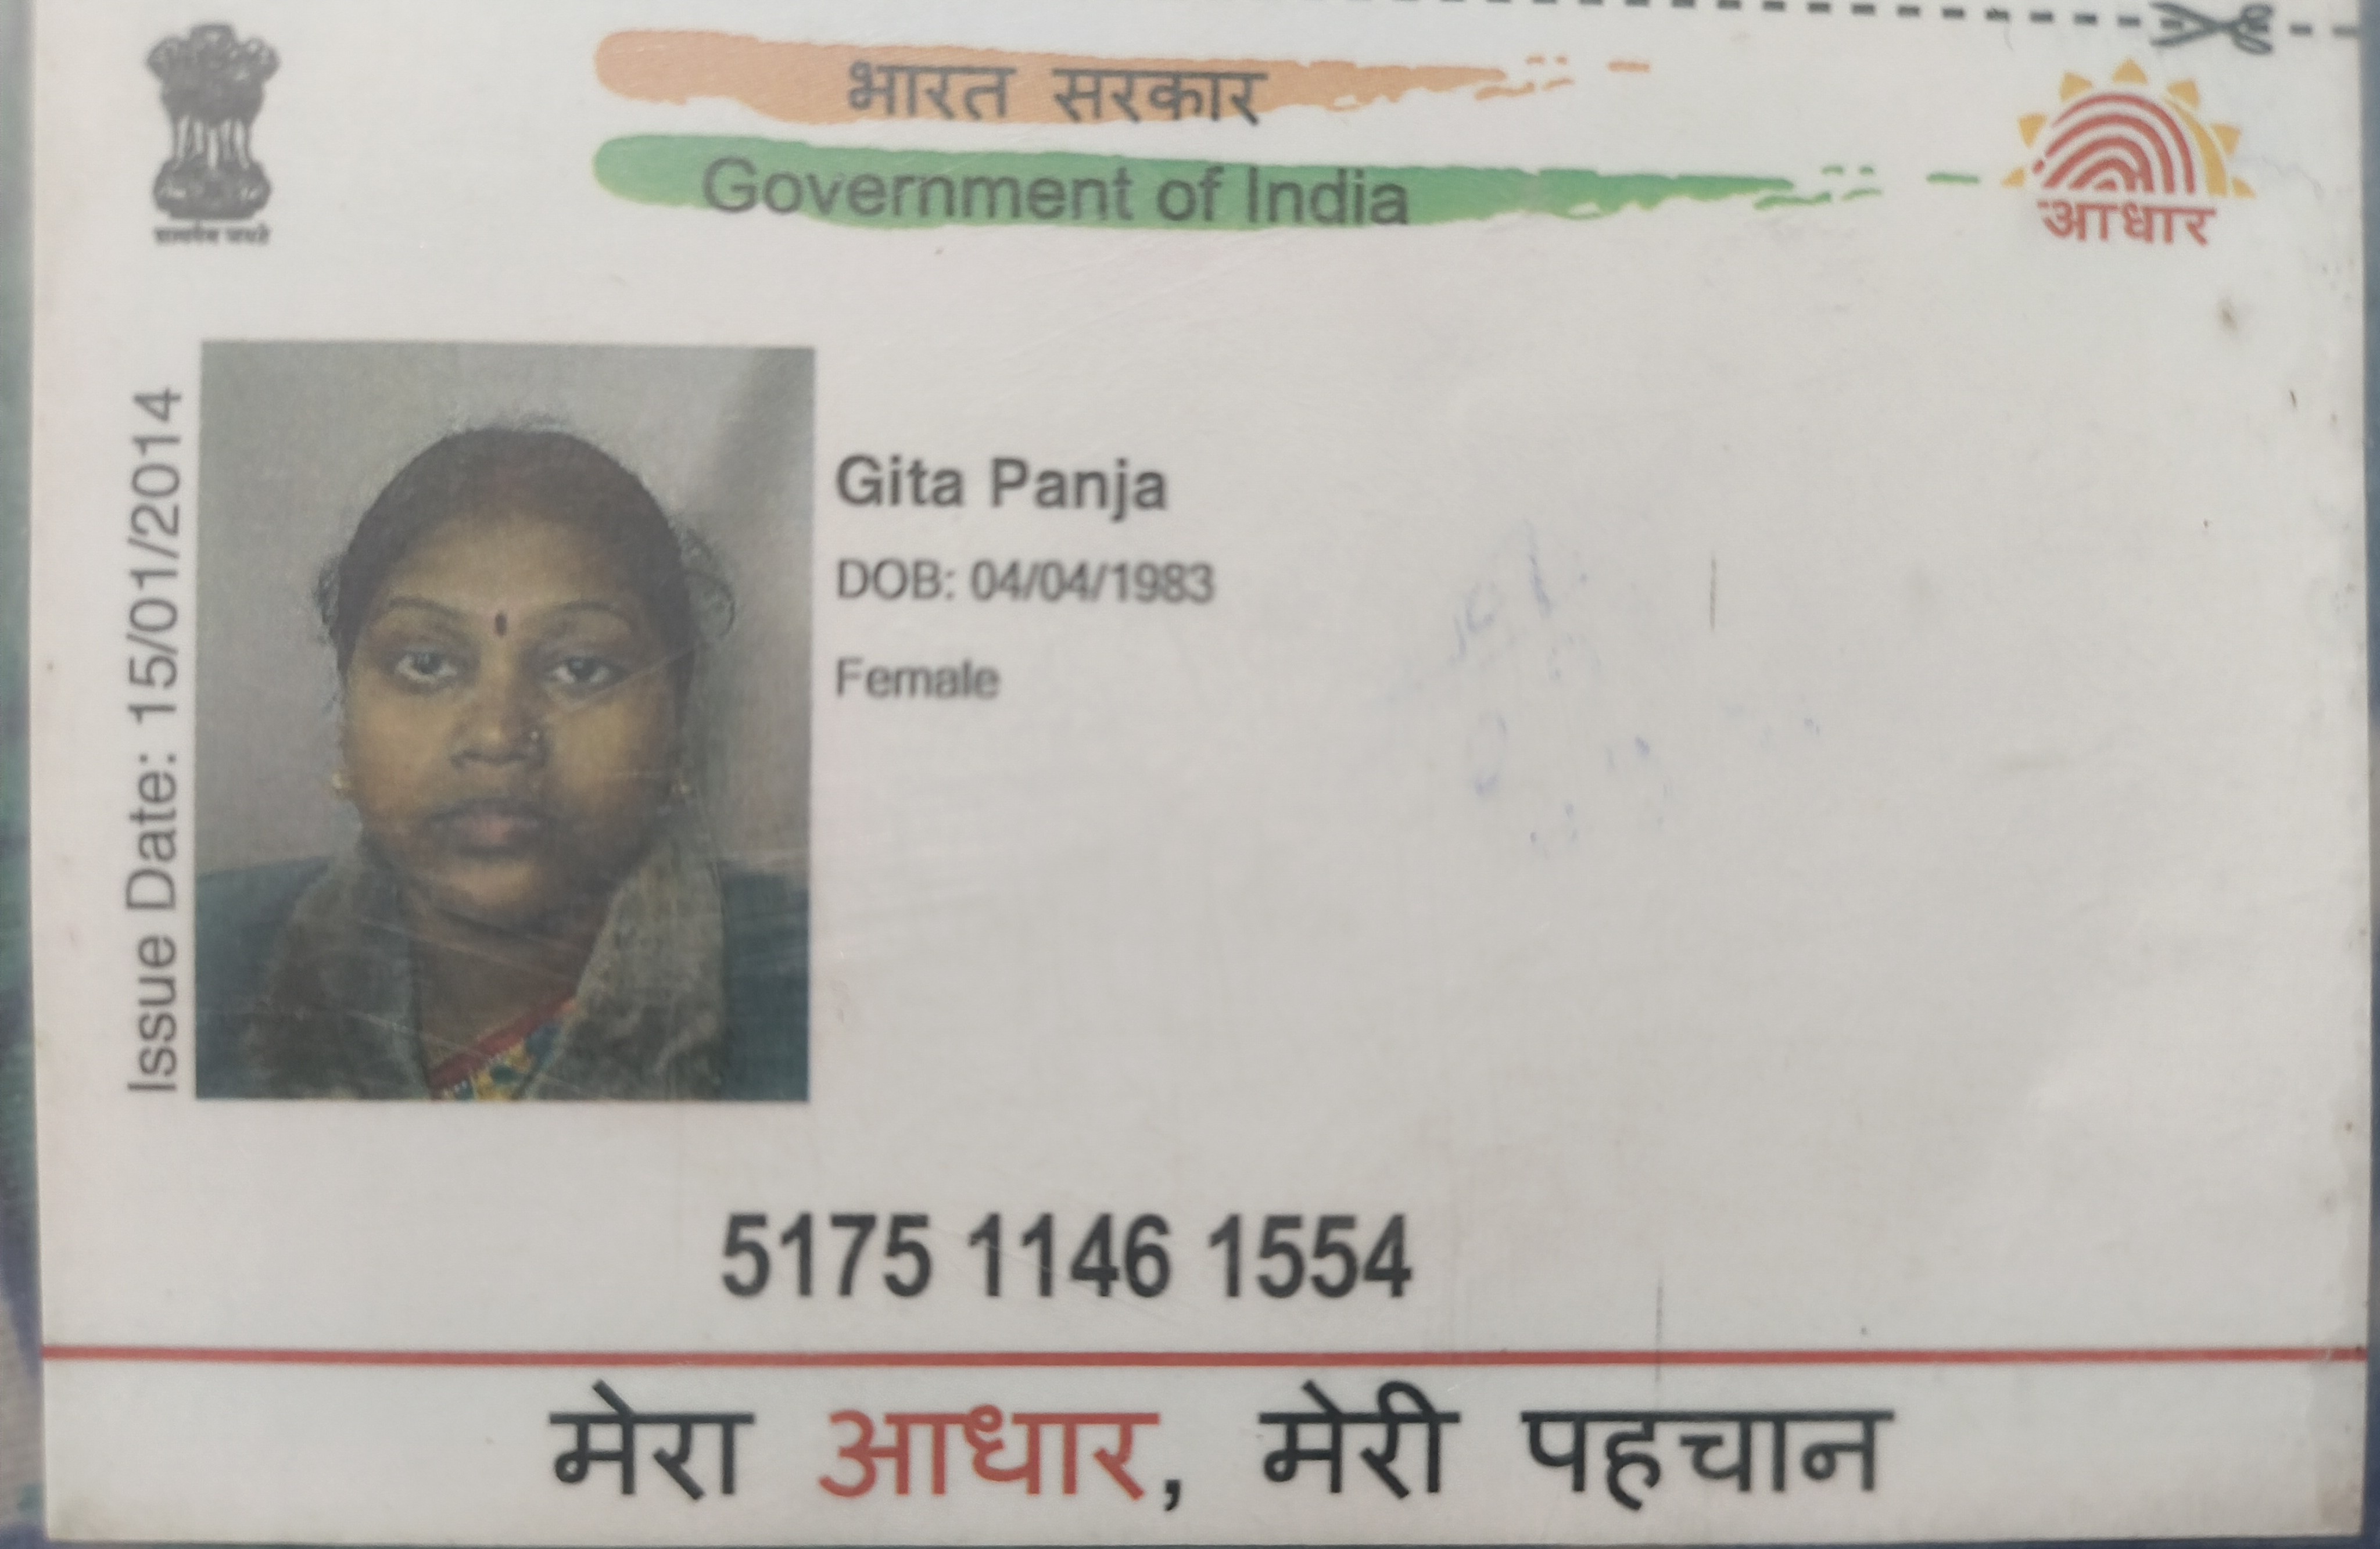 भारत सरकार
Government of India
आधार
सत्यमेव जयते
Issue Date: 15/01/2014
Gita Panja
DOB: 04/04/1983
Female
5175 1146 1554
मेरा आधार, मेरी पहचान